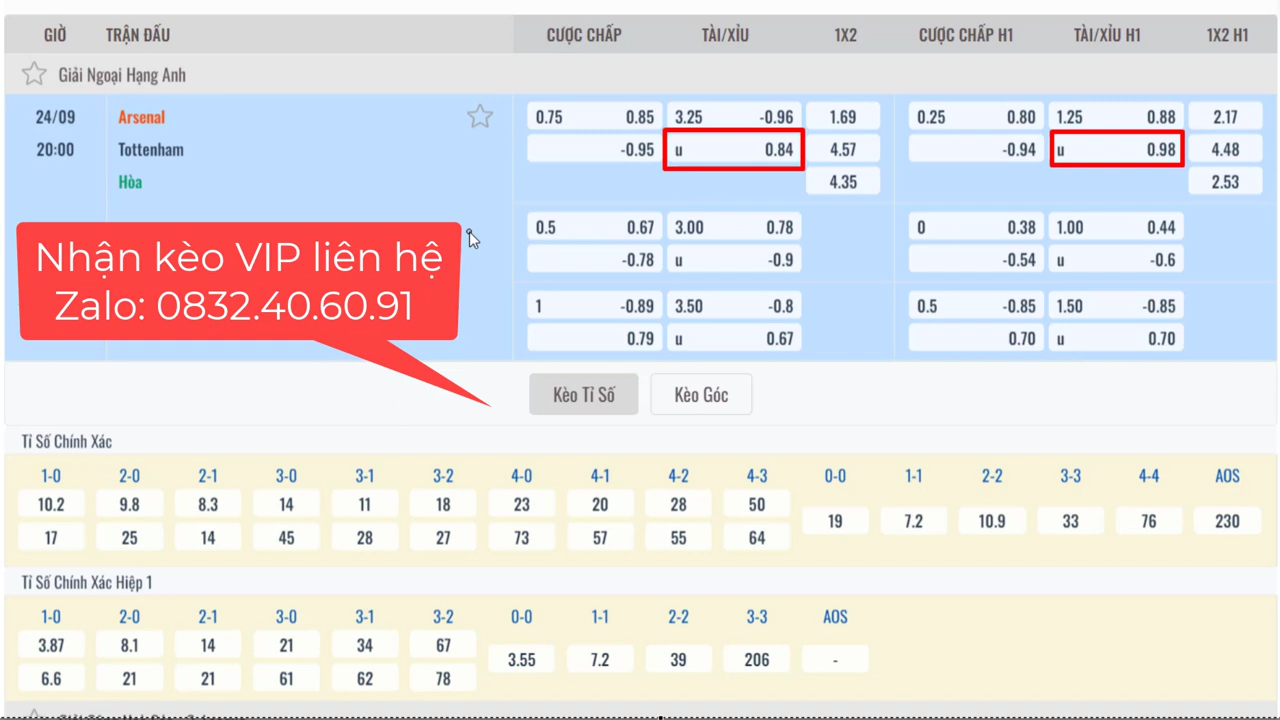 GIỜ TRẬN ĐẤU CƯỢC CHẤP TÀI/XỈU 1X2 CƯỢC CHẤP H1 TÀI/XỈU H1 1X2 H1
Giải Ngoại Hạng Anh
24/09 Arsenal 0.75 0.85 3.25 -0.96 1.69 0.25 0.80 1.25 0.88 2.17
20:00 Tottenham -0.95 u 0.84 4.57 -0.94 u 0.98 4.48
Hòa 4.35 2.53
0.5 0.67 3.00 0.78 0 0.38 1.00 0.44
-0.78 u -0.9 -0.54 u -0.6
1 -0.89 3.50 -0.8 0.5 -0.85 1.50 -0.85
0.79 u 0.67 0.70 u 0.70
Nhận kèo VIP liên hệ
Zalo: 0832.40.60.91
Kèo Tỉ Số Kèo Góc
Tỉ Số Chính Xác
1-0 2-0 2-1 3-0 3-1 3-2 4-0 4-1 4-2 4-3 0-0 1-1 2-2 3-3 4-4 AOS
10.2 9.8 8.3 14 11 18 23 20 28 50
19 7.2 10.9 33 76 230
17 25 14 45 28 27 73 57 55 64
Tỉ Số Chính Xác Hiệp 1
1-0 2-0 2-1 3-0 3-1 3-2 0-0 1-1 2-2 3-3 AOS
3.87 8.1 14 21 34 67
3.55 7.2 39 206 -
6.6 21 21 61 62 78